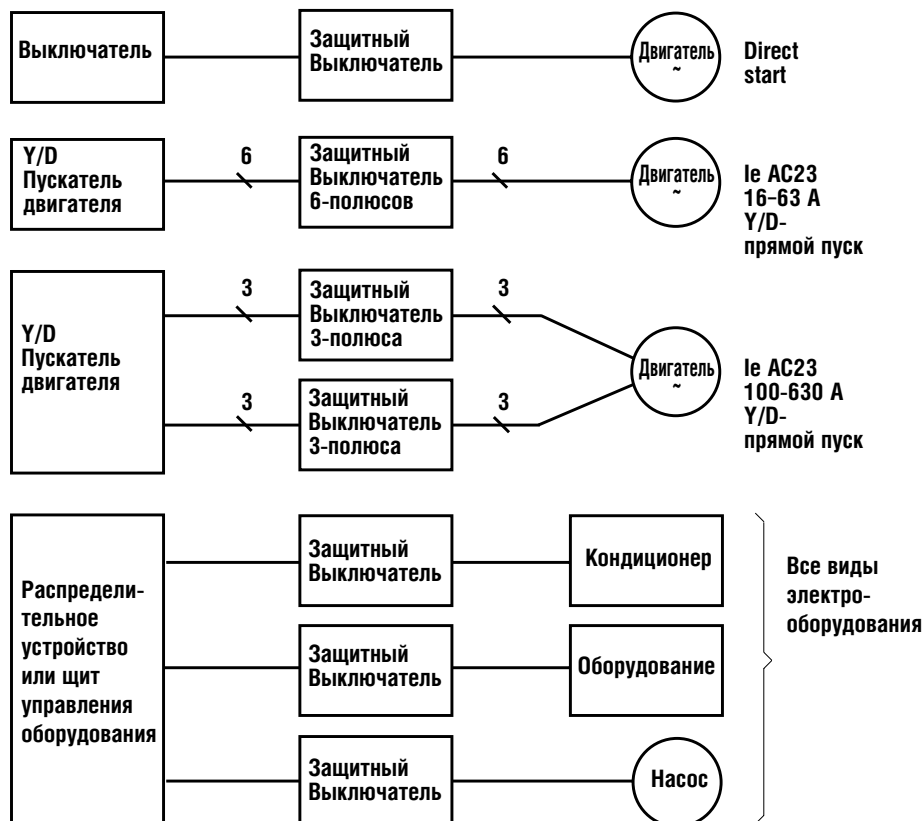 Выключатель
Защитный
Выключатель
Двигатель
~
Direct
start
Y/D
Пускатель
двигателя
6
Защитный
Выключатель
6-полюсов
6
Двигатель
~
Ie AC23
16–63 А
Y/D-
прямой пуск
Y/D
Пускатель
двигателя
3
Защитный
Выключатель
3-полюса
3
3
Защитный
Выключатель
3-полюса
3
Двигатель
~
Ie AC23
100-630 А
Y/D-
прямой пуск
Распредели-
тельное
устройство
или щит
управления
оборудования
Защитный
Выключатель
Кондиционер
Защитный
Выключатель
Оборудование
Защитный
Выключатель
Насос
Все виды
электро-
оборудования